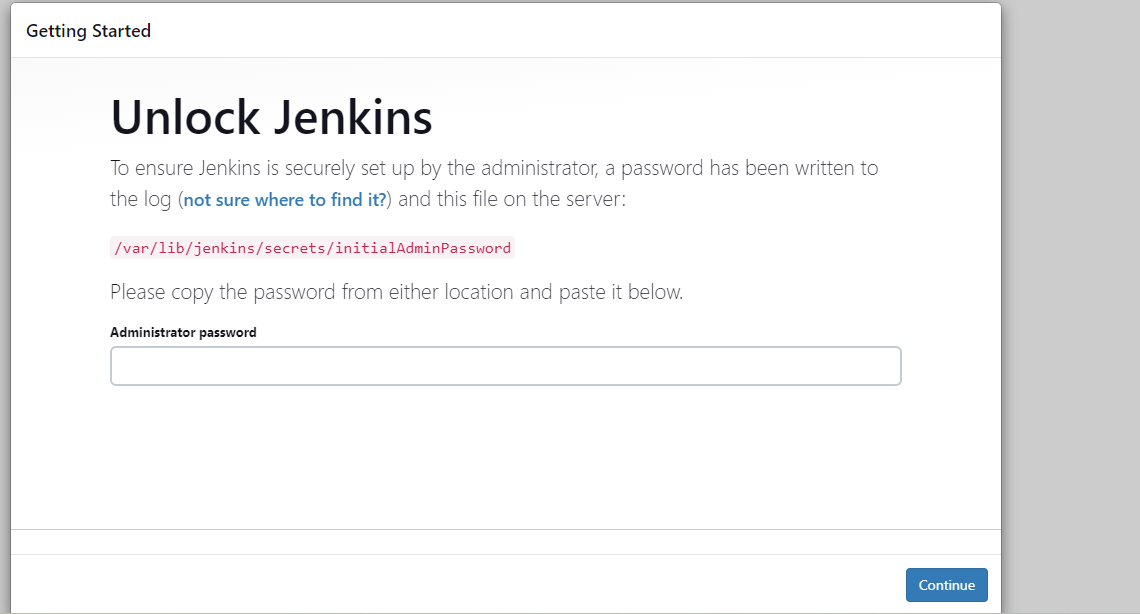 Getting Started
Unlock Jenkins
To ensure Jenkins is securely set up by the administrator, a password has been written to
the log (not sure where to find it?) and this file on the server:
/var/lib/jenkins/secrets/initialAdminPassword
Please copy the password from either location and paste it below.
Administrator password
Continue